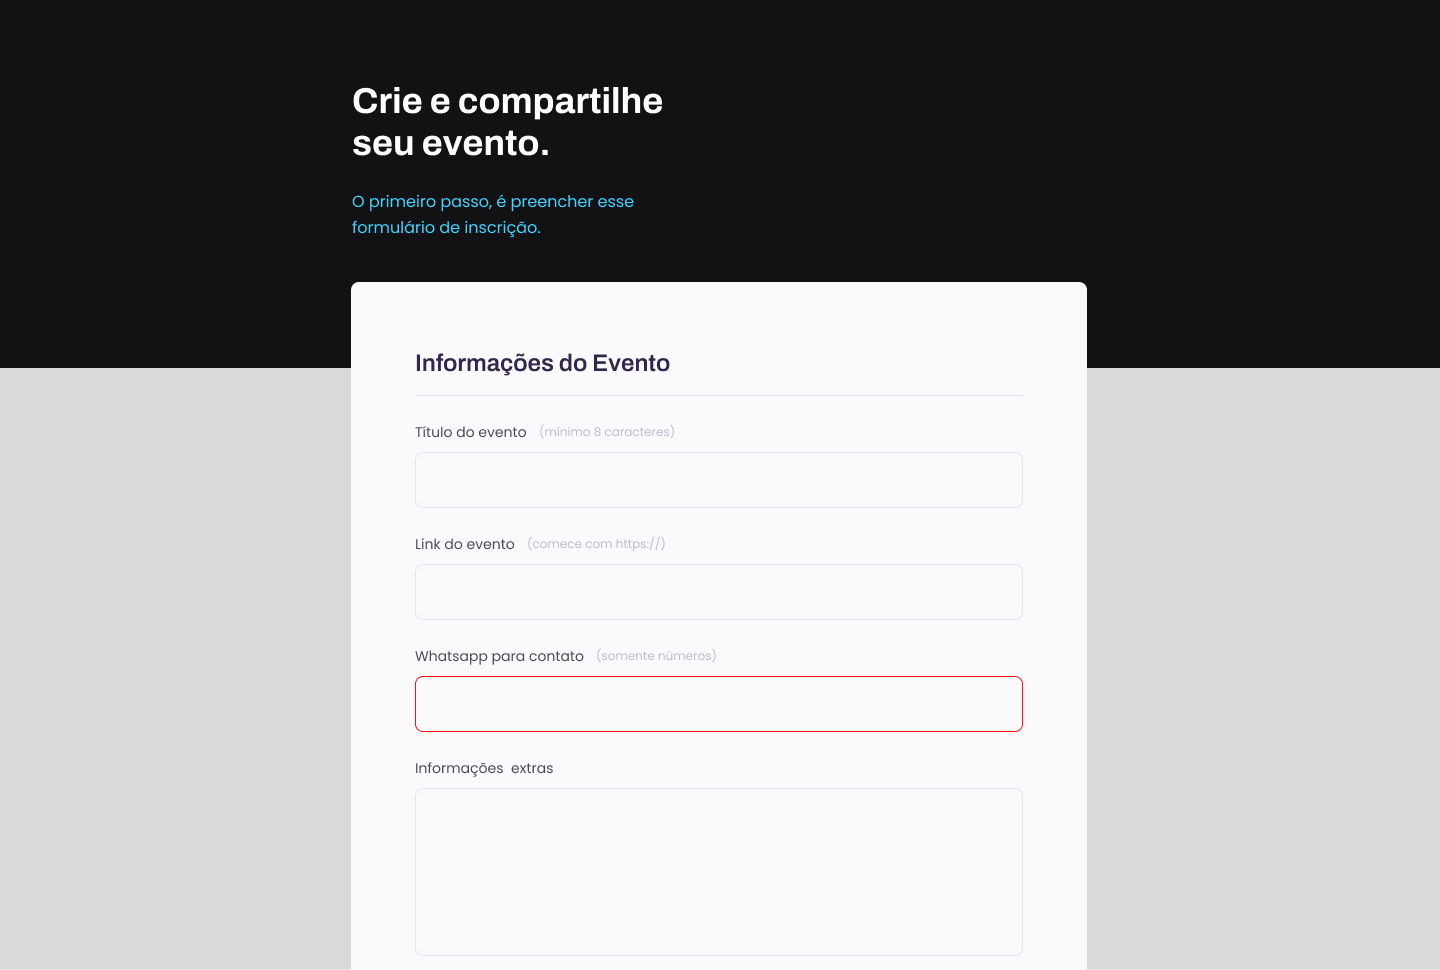 Crie e compartilhe
seu evento.
O primeiro passo, é preencher esse
formulário de inscrição.
Informações do Evento
Título do evento (mínimo 8 caracteres)
Link do evento (comece com https://)
Whatsapp para contato (somente números)
Informações extras